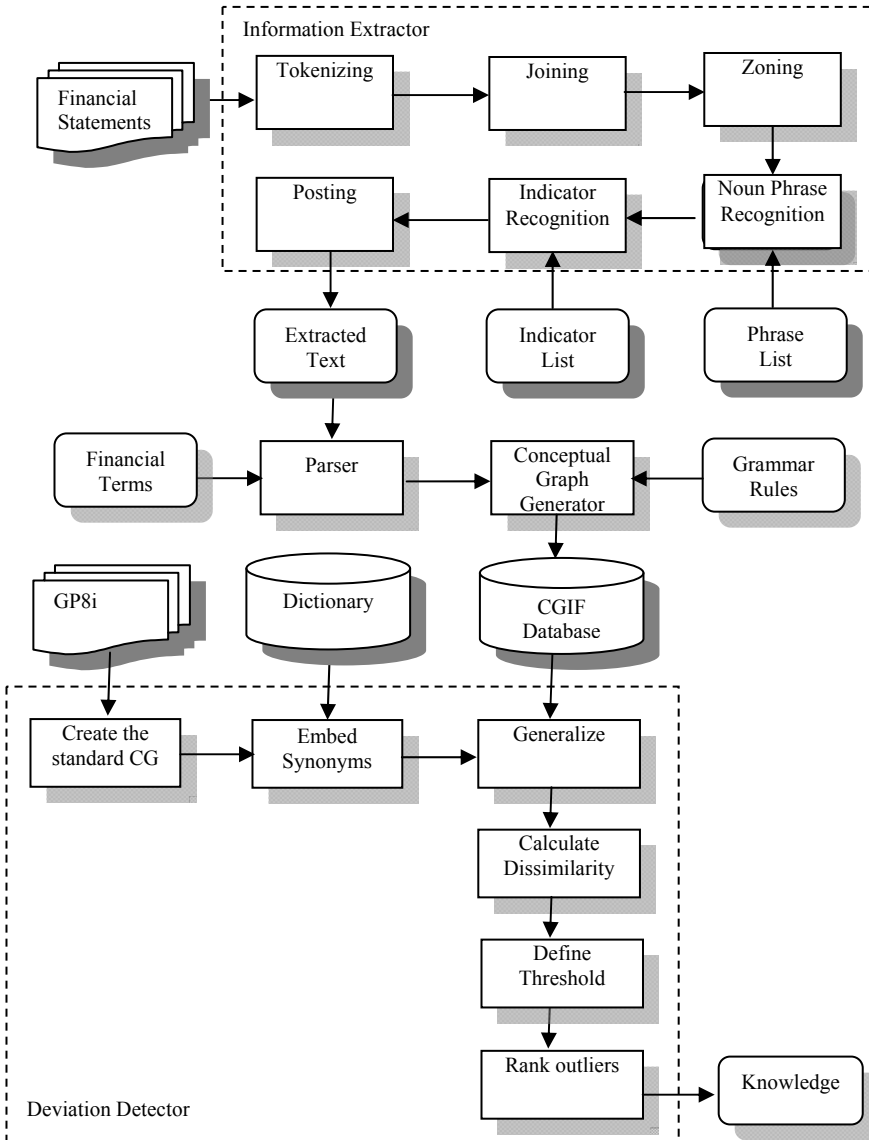 Information Extractor
Tokenizing
Joining
Zoning
Financial
Statements
Posting
Indicator
Recognition
Noun Phrase
Recognition
Extracted
Text
Indicator
List
Phrase
List
Financial
Terms
Parser
Conceptual
Graph
Generator
Grammar
Rules
GP8i
Dictionary
CGIF
Database
Create the
standard CG
Embed
Synonyms
Generalize
Calculate
Dissimilarity
Define
Threshold
Rank outliers
Knowledge
Deviation Detector